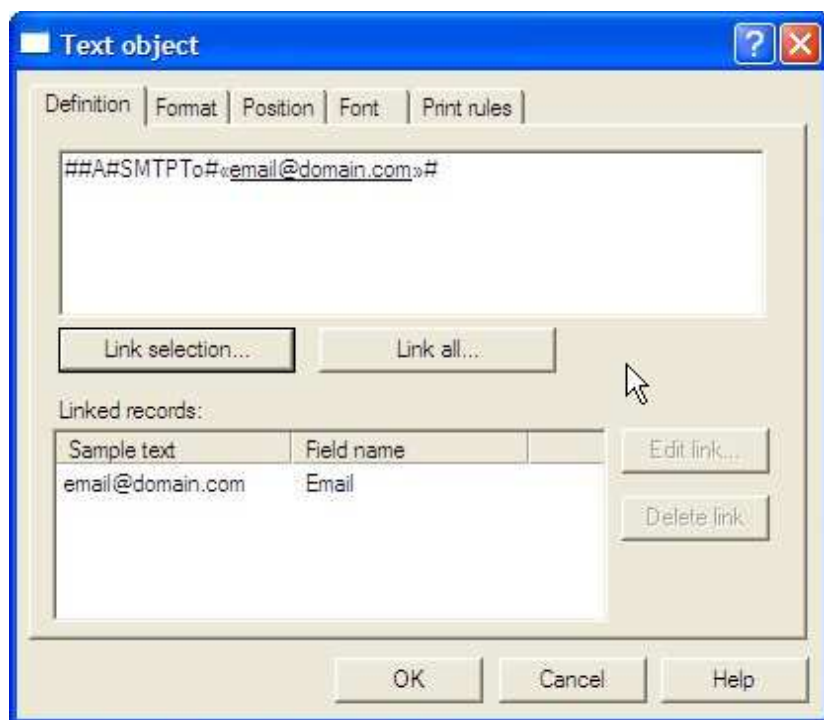 Text object
Definition Format Position Font Print rules
##A#SMTPTo#«email@domain.com»#
Link selection... Link all...
Linked records:
Sample text Field name Edit link...
email@domain.com Email
Delete link
OK Cancel Help